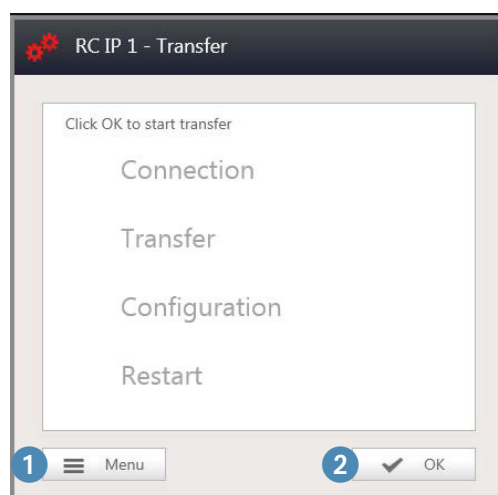 RC IP 1 - Transfer
Click OK to start transfer
Connection
Transfer
Configuration
Restart
1 Menu 2 OK